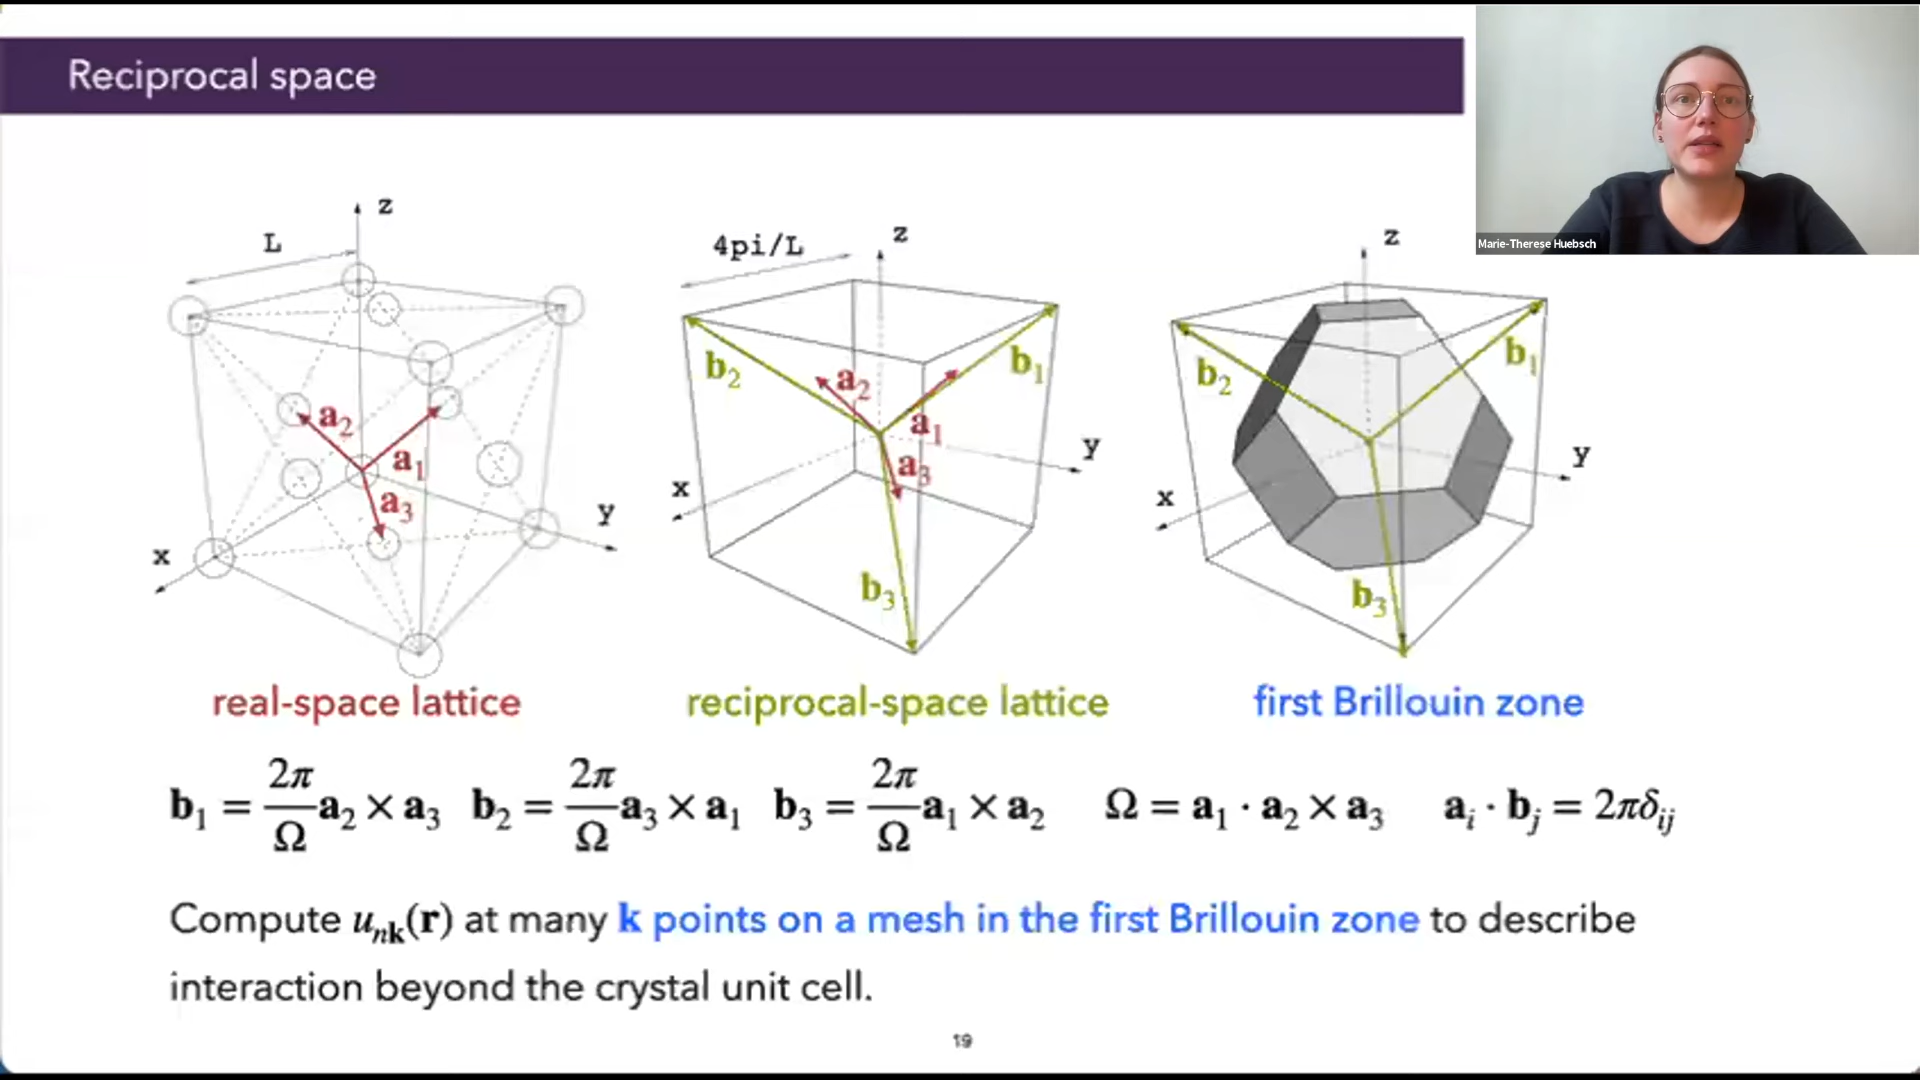 Reciprocal space
Marie-Therese Huebsch
L
z
a₂
a₁
a₃
y
x
4pi/L
z
b₂
a₂
b₁
a₁
a₃
y
x
b₃
z
b₂
b₁
y
x
b₃
real-space lattice
reciprocal-space lattice
first Brillouin zone
b₁ = 2π/Ω a₂ × a₃ b₂ = 2π/Ω a₃ × a₁ b₃ = 2π/Ω a₁ × a₂ Ω = a₁ · a₂ × a₃ aᵢ · bⱼ = 2πδᵢⱼ
Compute uₙₖ(r) at many k points on a mesh in the first Brillouin zone to describe
interaction beyond the crystal unit cell.
19